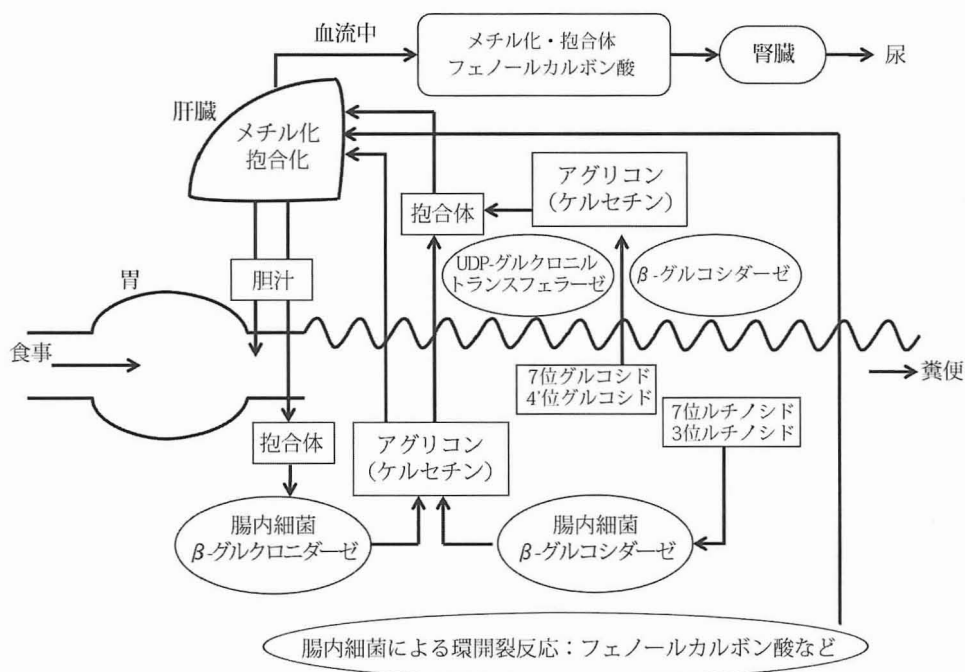 血流中
メチル化・抱合体
フェノールカルボン酸
腎臓
尿
肝臓
メチル化
抱合化
アグリコン
(ケルセチン)
抱合体
UDP-グルクロニル
トランスフェラーゼ
β-グルコシダーゼ
胆汁
胃
食事
糞便
7位グルコシド
4'位グルコシド
7位ルチノシド
3位ルチノシド
抱合体
アグリコン
(ケルセチン)
腸内細菌
β-グルクロニダーゼ
腸内細菌
β-グルコシダーゼ
腸内細菌による環開裂反応：フェノールカルボン酸など